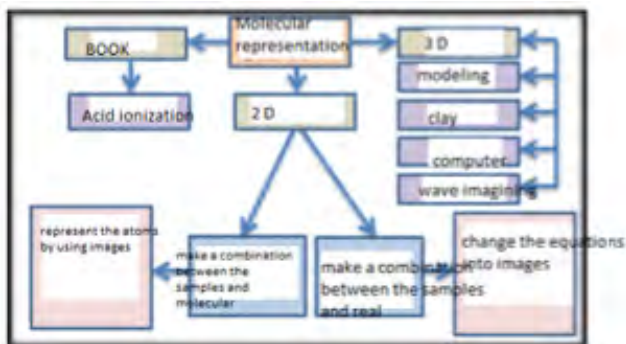 Molecular
representation
BOOK
3 D
modeling
Acid ionization
2 D
clay
computer
wave imagining
represent the atoms
by using images
make a combination
between the
samples and
molecular
make a combination
between the samples
and real
change the equations
into images